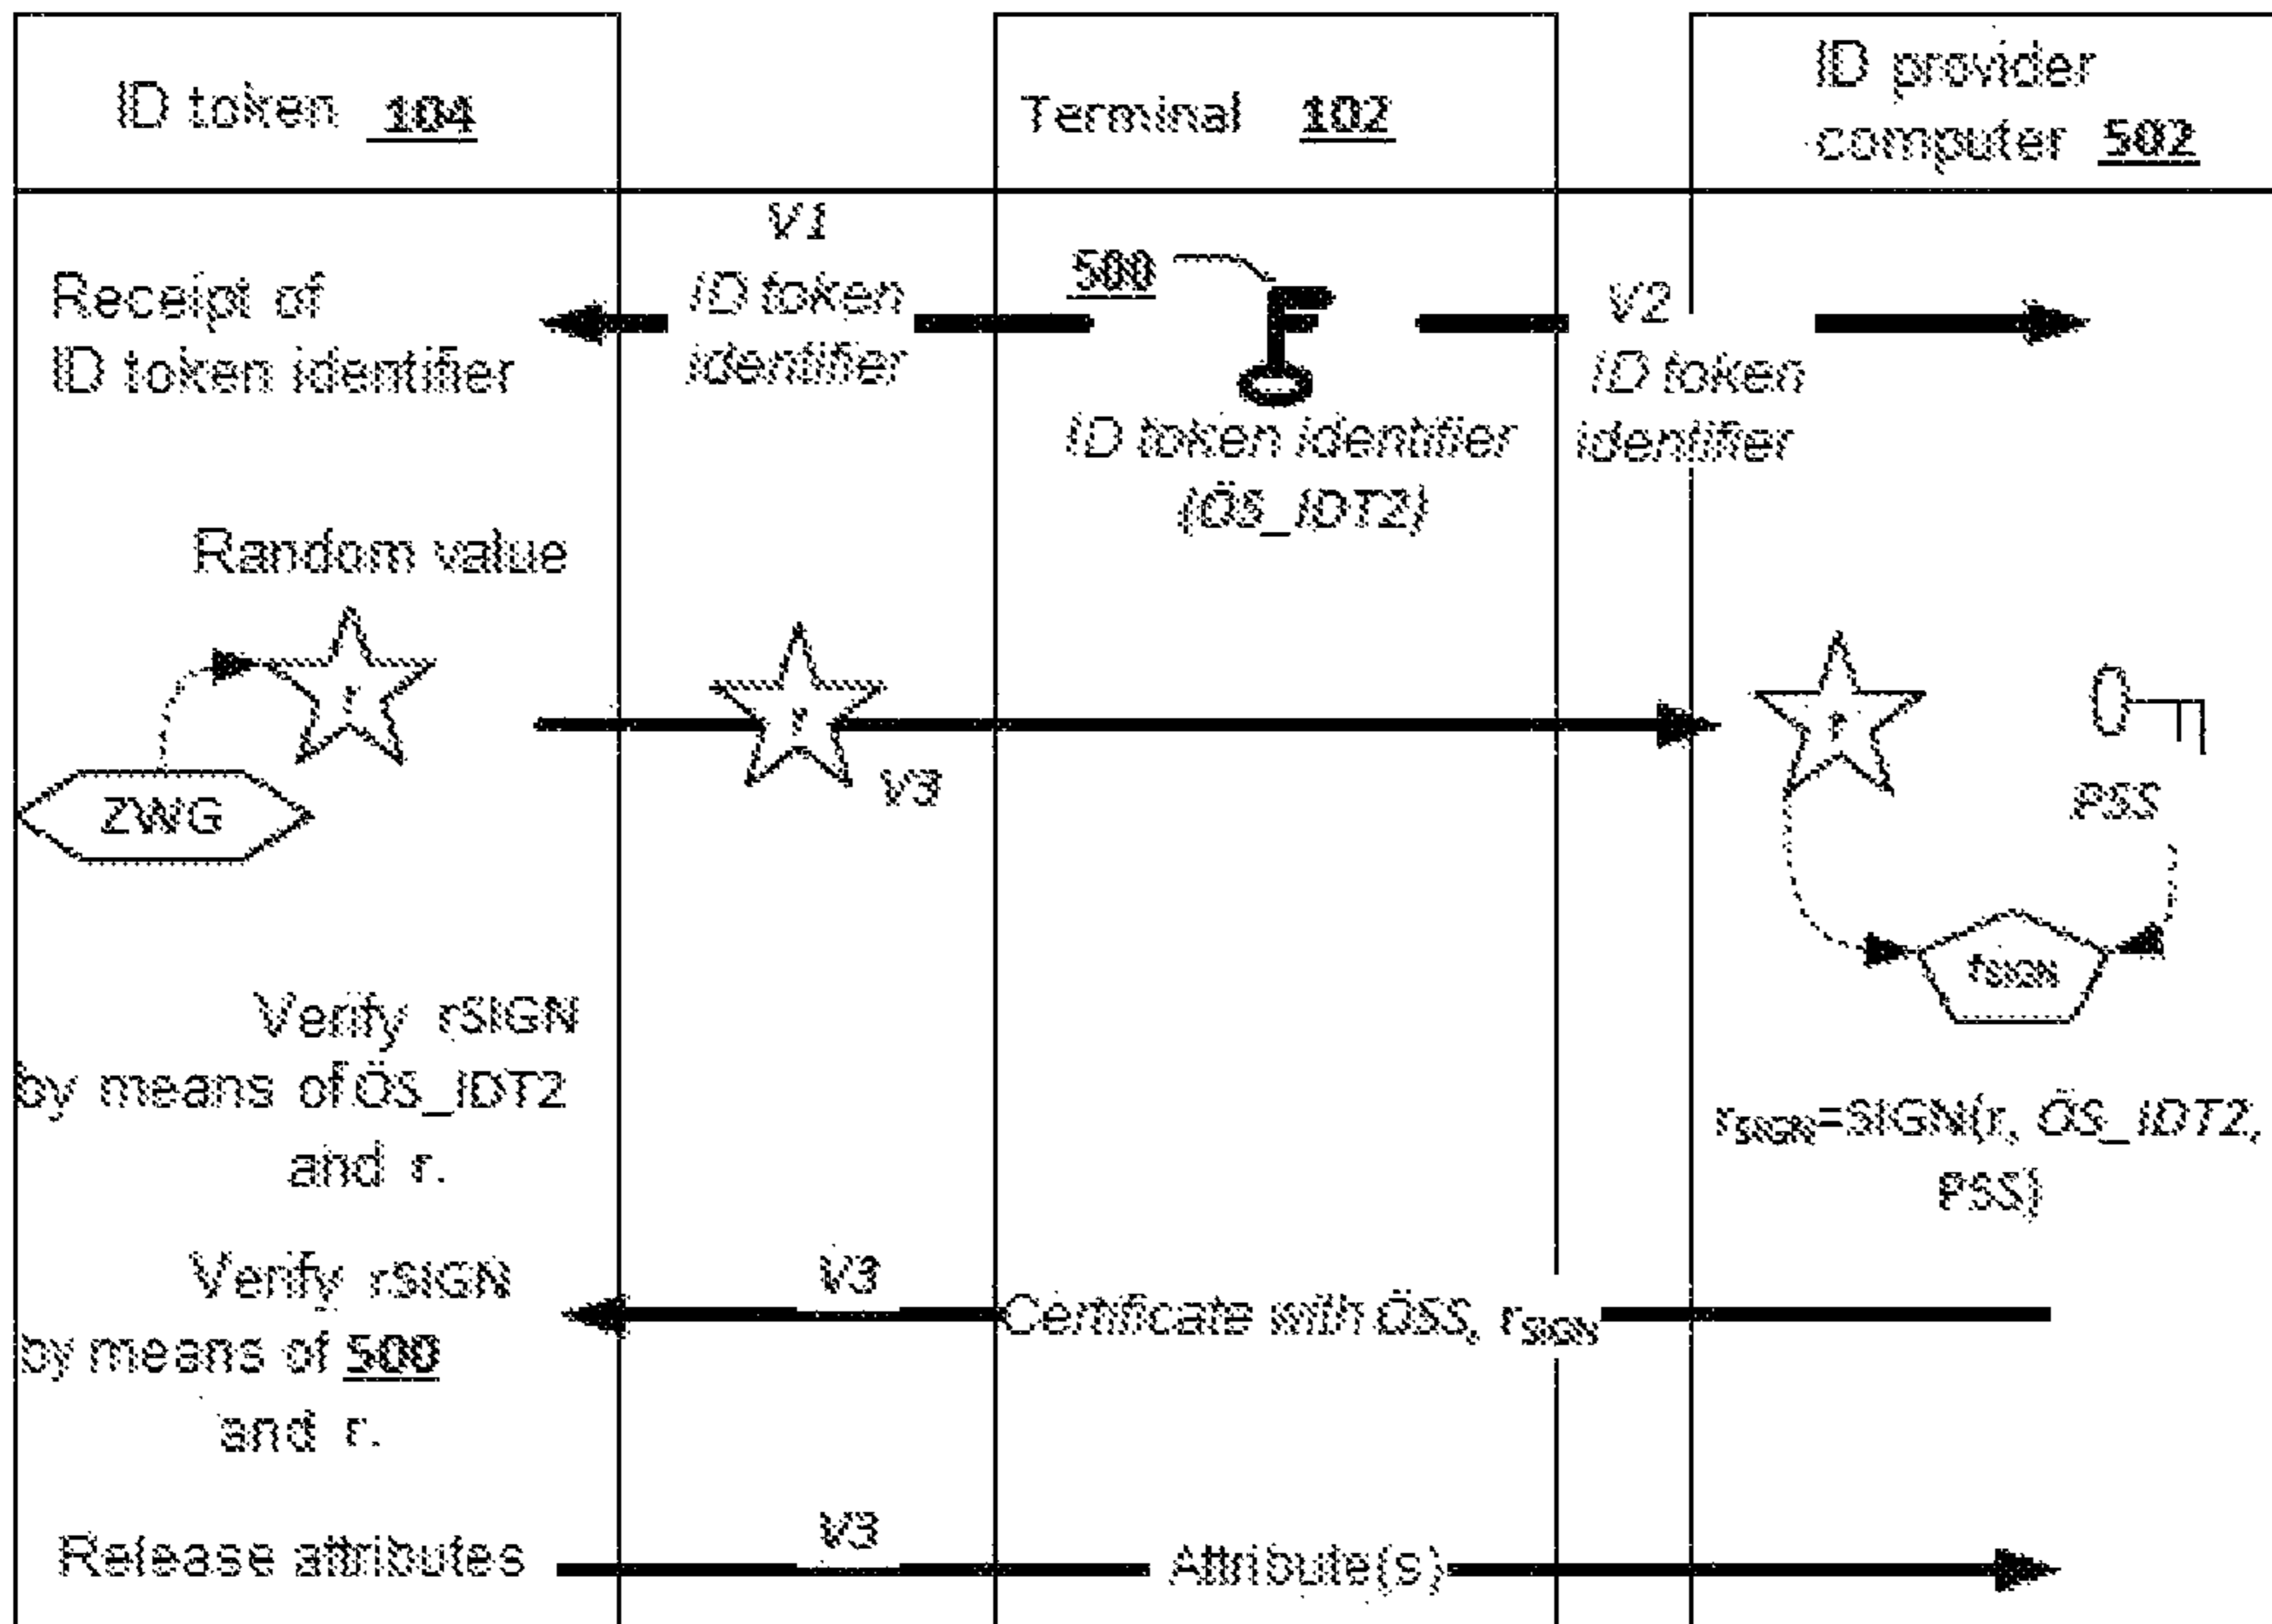 ID token 104
Terminal 102
ID provider
computer 502
Receipt of
ID token identifier
V1
ID token
identifier
500
ID token identifier
(ÖS_IDT2)
V2
ID token
identifier
Random value
r
ZWG
r
V3
r
PSS
rSIGN
rSIGN=SIGN(r, ÖS_IDT2,
PSS)
Verify rSIGN
by means of ÖS_IDT2
and r.
Verify rSIGN
by means of 500
and r.
V3
Certificate with ÖSS, rSIGN
Release attributes
V3
Attribute(s)